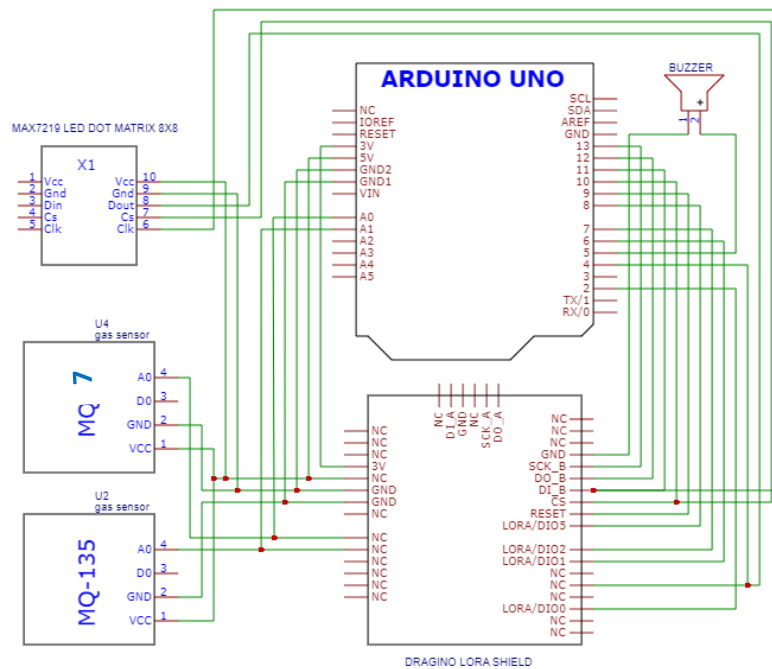 ARDUINO UNO
NC
IOREF
RESET
3V
5V
GND2
GND1
VIN
A0
A1
A2
A3
A4
A5
SCL
SDA
AREF
GND
13
12
11
10
9
8
7
6
5
4
3
2
TX/1
RX/0
BUZZER
+
1
2
MAX7219 LED DOT MATRIX 8X8
X1
1 Vcc Vcc 10
2 Gnd Gnd 9
3 Din Dout 8
4 Cs Cs 7
5 Clk Clk 6
U4
gas sensor
MQ 7
A0 4
D0 3
GND 2
VCC 1
U2
gas sensor
MQ-135
A0 4
D0 3
GND 2
VCC 1
NC
DI_A
GND
NC
SCK_A
DO_A
NC
NC
NC
3V
NC
GND
GND
NC
NC
NC
NC
NC
NC
NC
NC
NC
NC
GND
SCK_B
DO_B
DI_B
CS
RESET
LORA/DIO5
LORA/DIO2
LORA/DIO1
NC
NC
NC
LORA/DIO0
NC
NC
DRAGINO LORA SHIELD